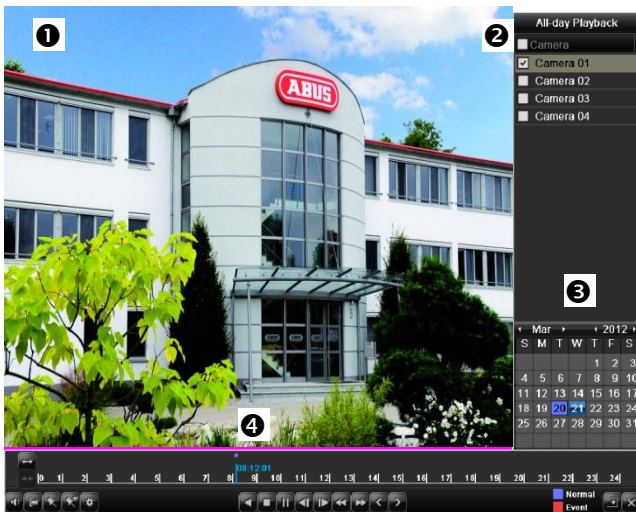 ❶
❷
All-day Playback
Camera
Camera 01
Camera 02
Camera 03
Camera 04
ABUS
❸
Mar 2012
S M T W T F S
1 2 3
4 5 6 7 8 9 10
11 12 13 14 15 16 17
18 19 20 21 22 23 24
25 26 27 28 29 30 31
❹
08:12:01
0 1 2 3 4 5 6 7 8 9 10 11 12 13 14 15 16 17 18 19 20 21 22 23 24
Normal
Event